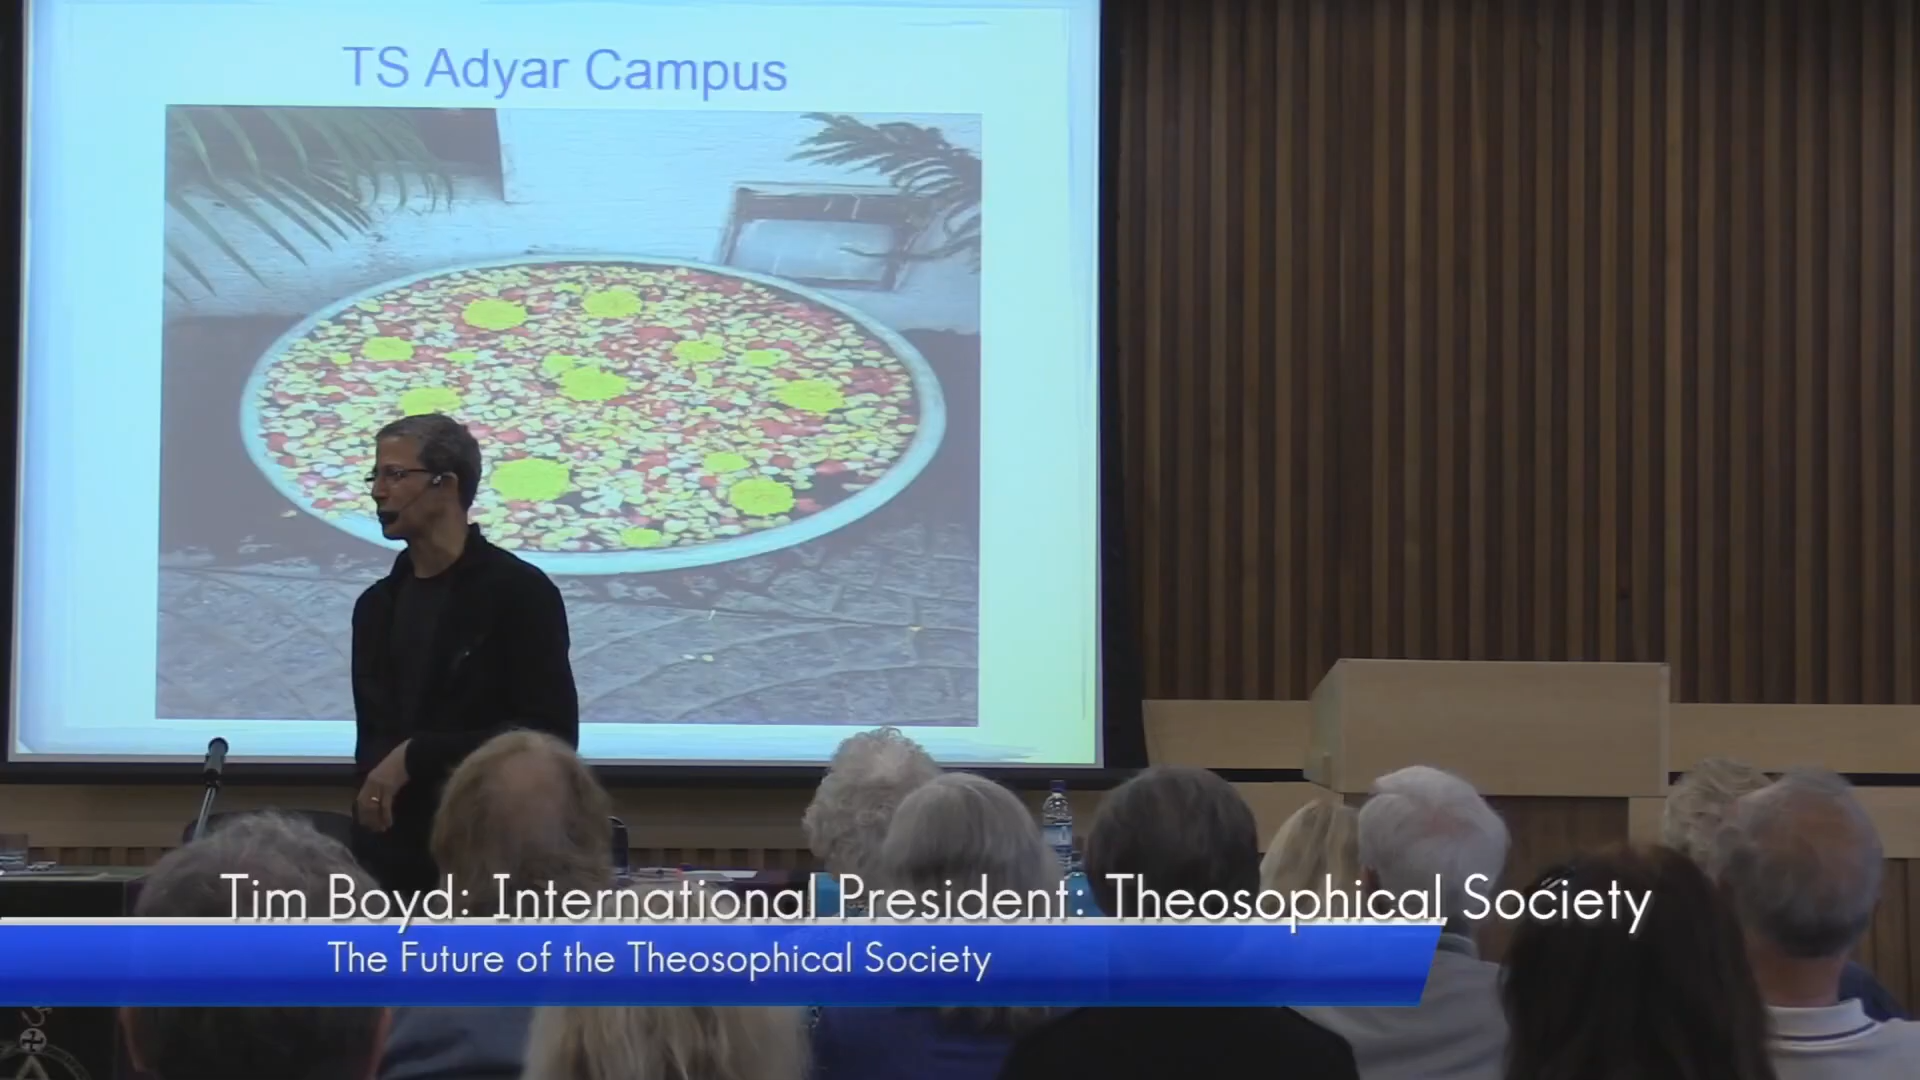 TS Adyar Campus
Tim Boyd: International President: Theosophical Society
The Future of the Theosophical Society